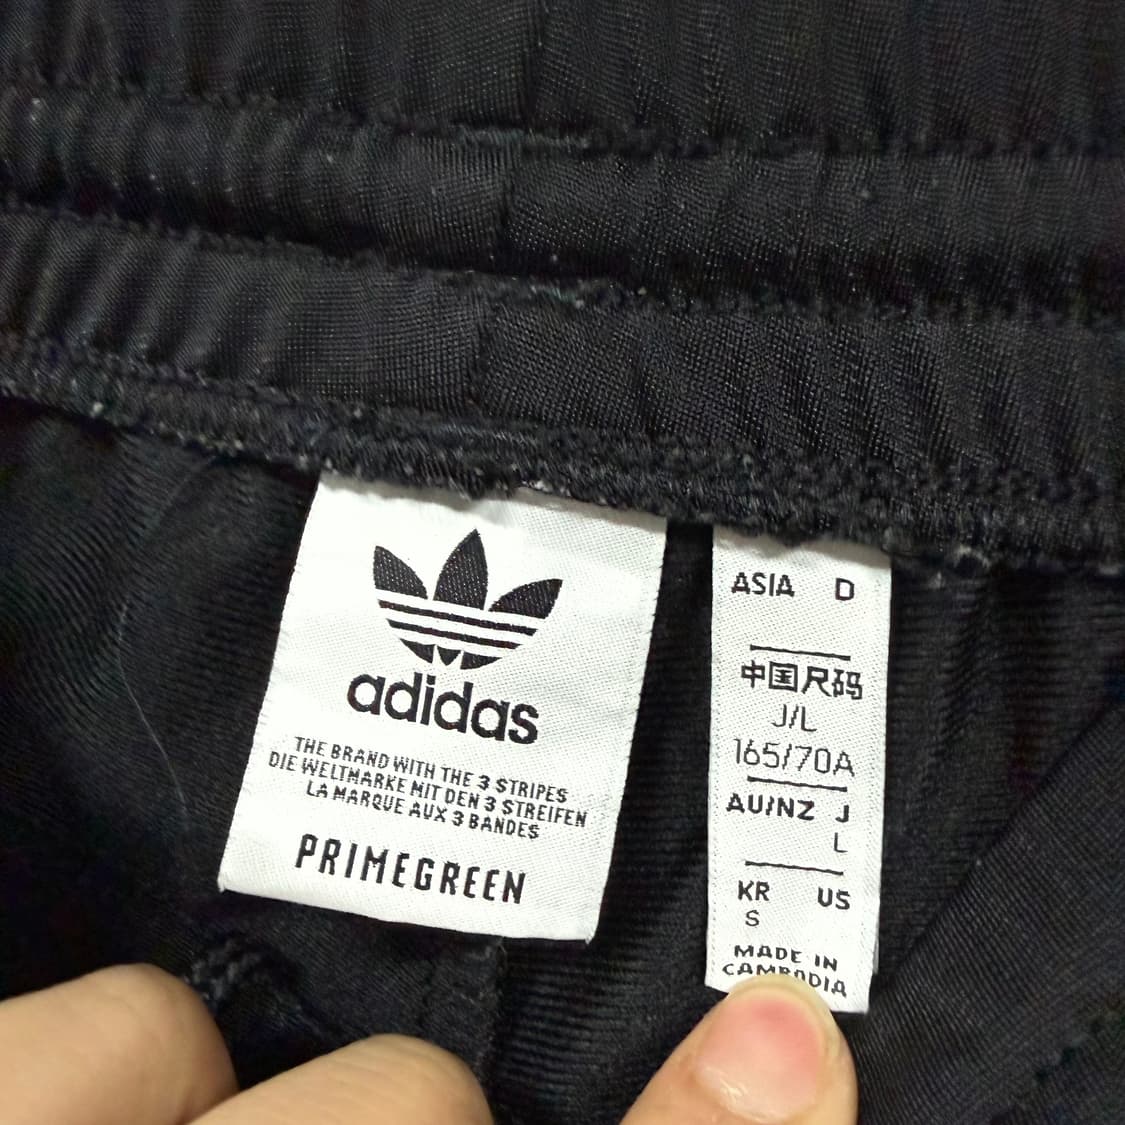 adidas
THE BRAND WITH THE 3 STRIPES
DIE WELTMARKE MIT DEN 3 STREIFEN
LA MARQUE AUX 3 BANDES
PRIMEGREEN
ASIA D
中国尺码
J/L
165/70A
AU/NZ J
L
KR US
S
MADE IN
CAMBODIA